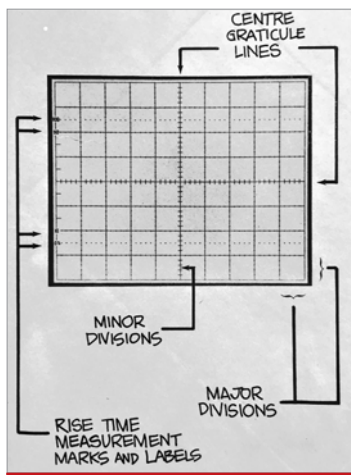 CENTRE
GRATICULE
LINES
MINOR
DIVISIONS
MAJOR
DIVISIONS
RISE TIME
MEASUREMENT
MARKS AND LABELS